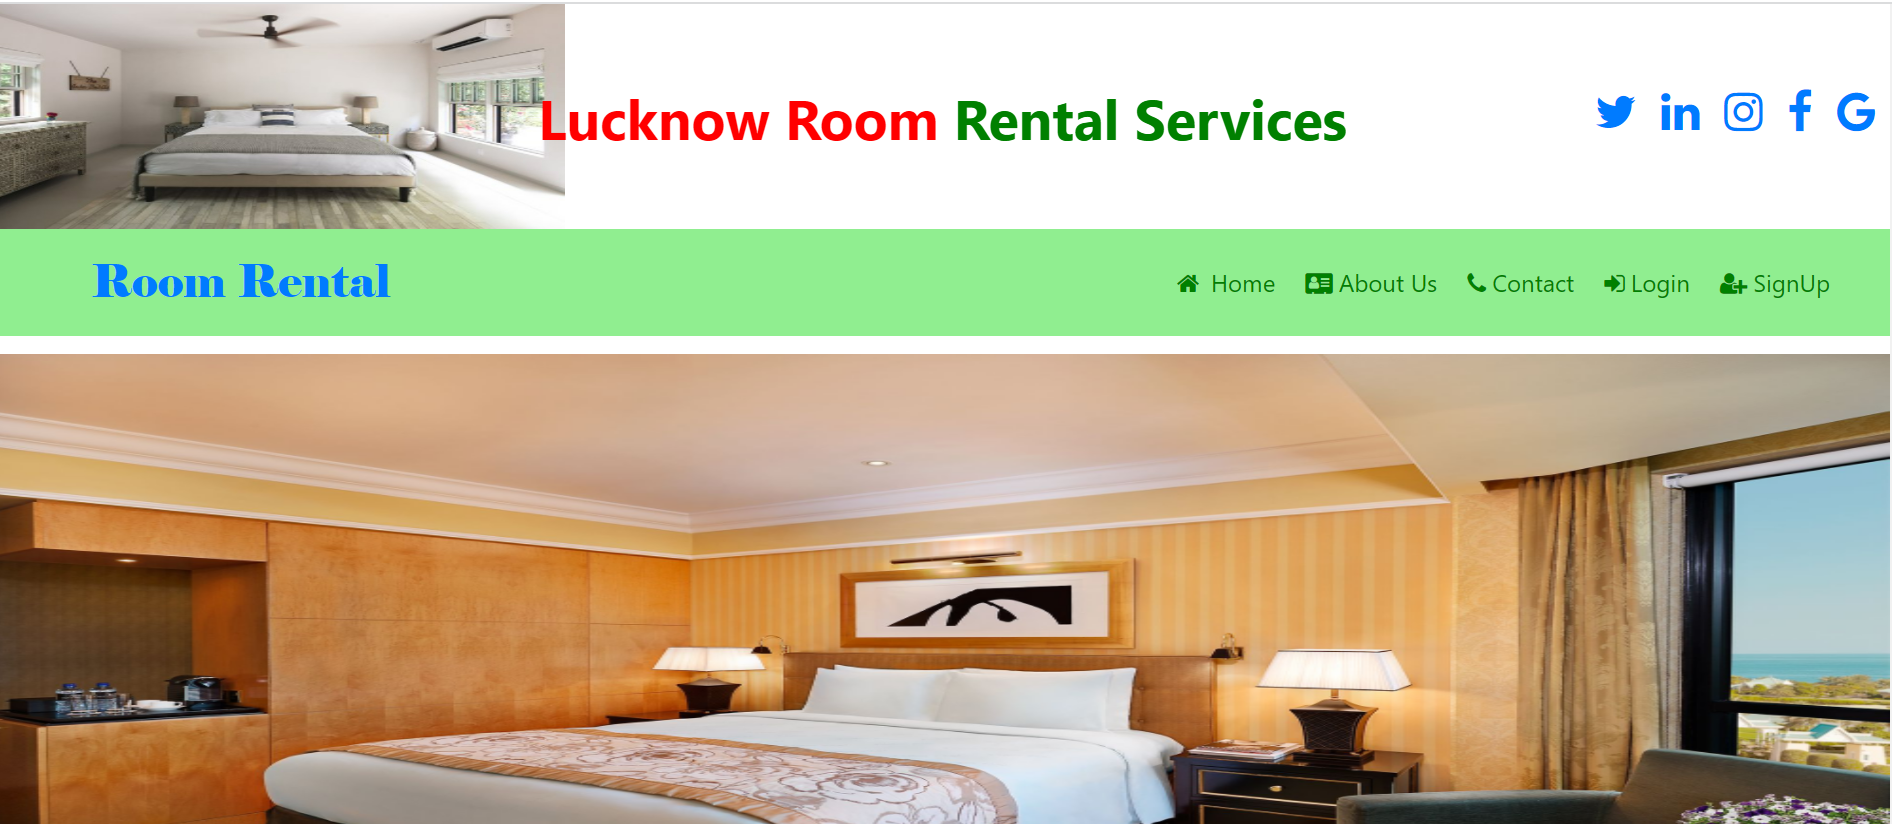 Lucknow Room Rental Services
Room Rental
Home About Us Contact Login SignUp